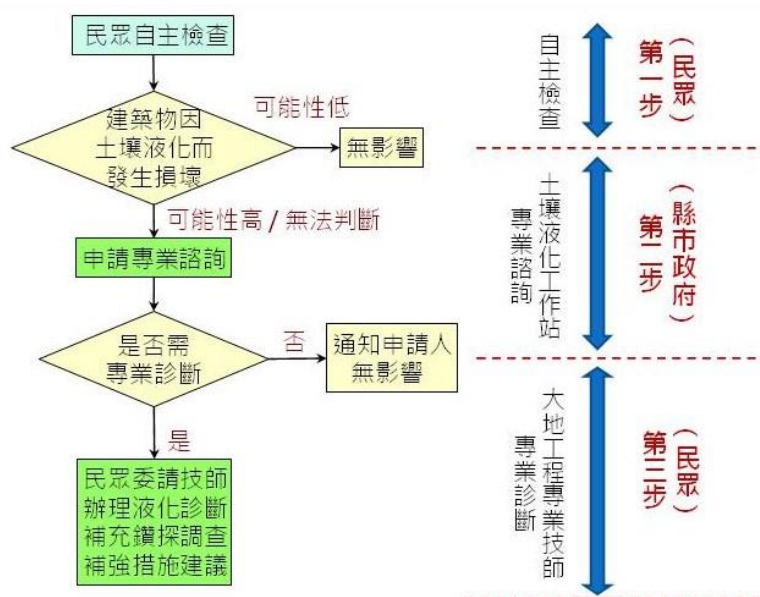 民眾自主檢查
建築物因
土壤液化而
發生損壞
可能性低
無影響
可能性高 / 無法判斷
申請專業諮詢
是否需
專業診斷
否
通知申請人
無影響
是
民眾委請技師
辦理液化診斷
補充鑽探調查
補強措施建議
自主檢查
（民眾）
第一步
土壤液化工作站
專業諮詢
（縣市政府）
第二步
大地工程專業技師
專業診斷
（民眾）
第三步